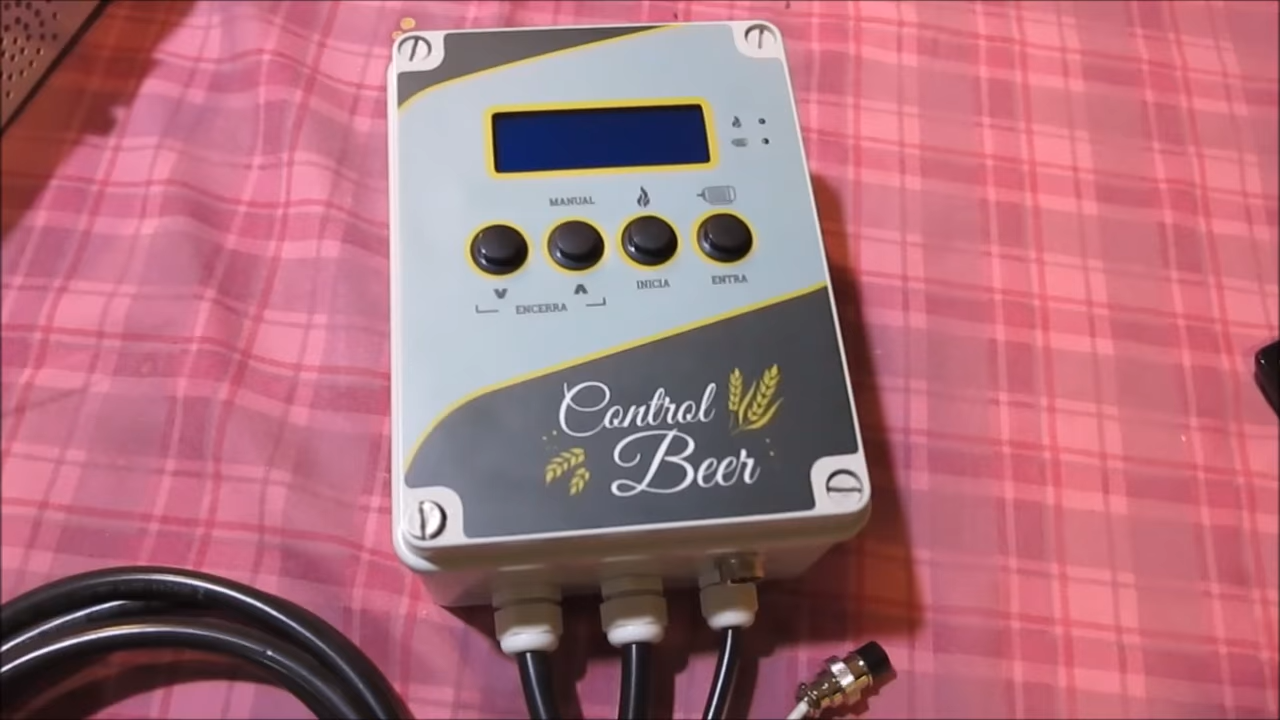 MANUAL
INICIA
ENTRA
ENCERRA
Control
Beer